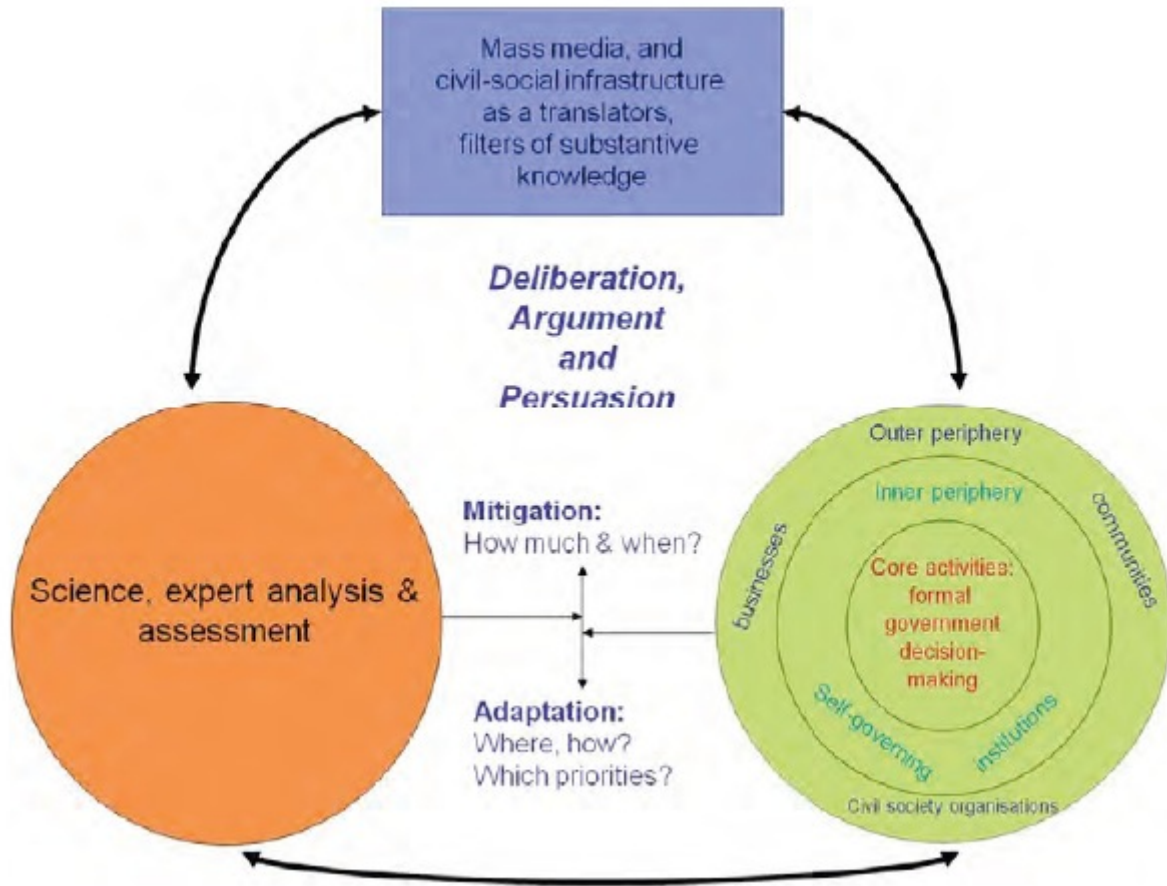 Mass media, and
civil-social infrastructure
as a translators,
filters of substantive
knowledge
Deliberation,
Argument
and
Persuasion
Science, expert analysis &
assessment
Mitigation:
How much & when?
Adaptation:
Where, how?
Which priorities?
Outer periphery
Inner periphery
businesses
communities
Core activities:
formal
government
decision-
making
Self-governing
institutions
Civil society organisations